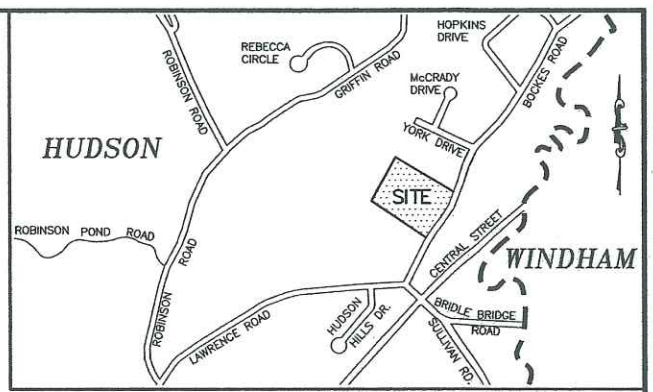 HOPKINS
DRIVE
REBECCA
CIRCLE
ROBINSON ROAD
GRIFFIN ROAD
McCRADY
DRIVE
BOCKES ROAD
HUDSON
YORK DRIVE
SITE
CENTRAL STREET
ROBINSON POND ROAD
WINDHAM
ROBINSON ROAD
LAWRENCE ROAD
HUDSON
HILLS DR.
BRIDLE BRIDGE
ROAD
SULLIVAN RD.